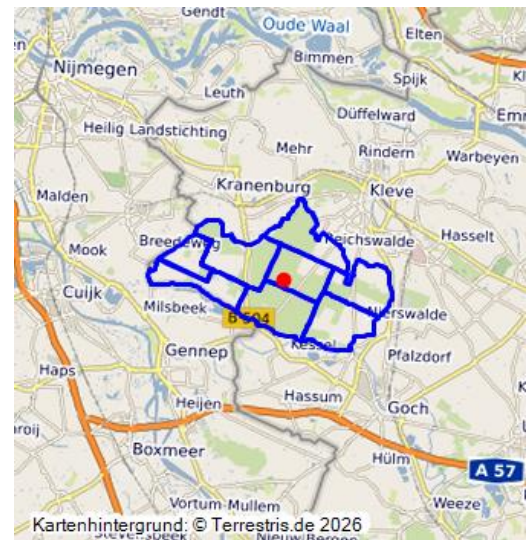 Gendt
Oude Waal
Elten
Bimmen
Nijmegen
Spijk
Leuth
Düffelward
Heilig Landstichting
Mehr
Rindern
Warbeyen
Malden
Kranenburg
Kleve
Breedeweg
Reichswalde
Hasselt
Mook
Cuijk
Milsbeek
B 504
Nierswalde
Gennep
Kessel
Pfalzdorf
Haps
Heijen
Hassum
Goch
Boxmeer
Hülm
A 57
Vortum-Mullem
Weeze
Kartenhintergrund: © Terrestris.de 2026